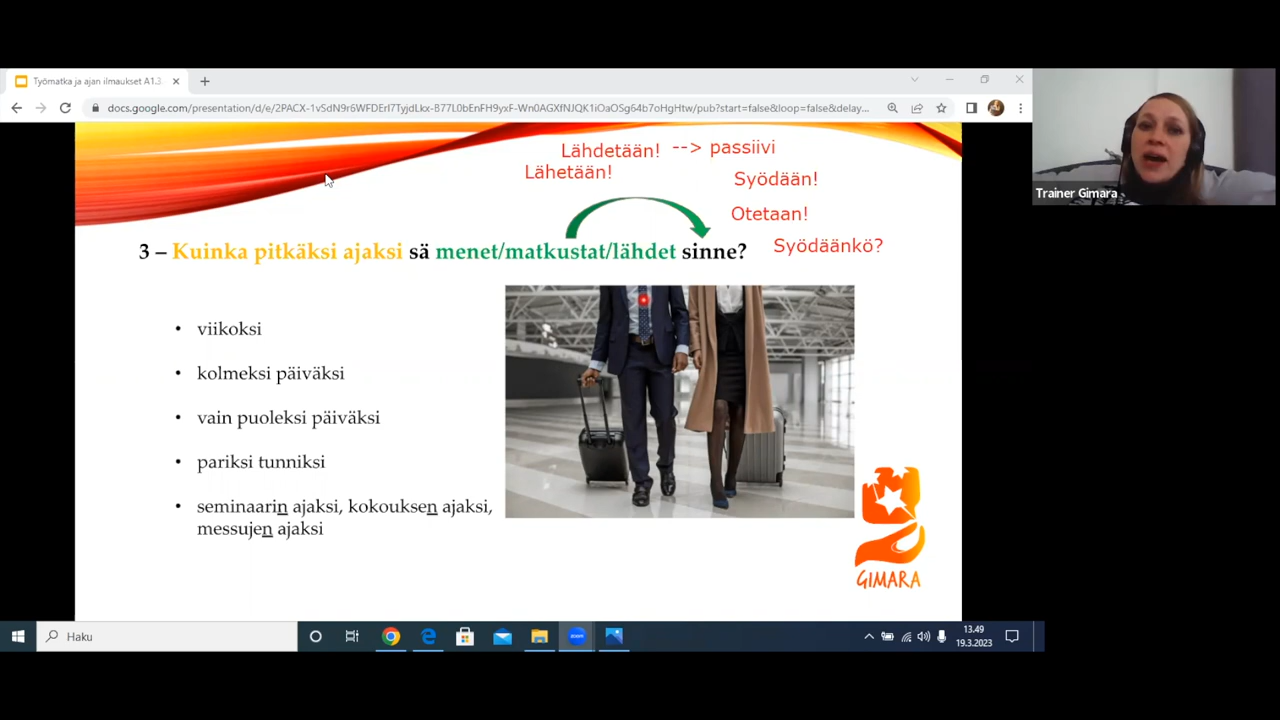 Työmatka ja ajan ilmaukset A1.3.
docs.google.com/presentation/d/e/2PACX-1vSdN9r6WFDErI7TyjdLkx-B77L0bEnFH9yxF-Wn0AGXfNJQK1iOaOSg64b7oHgHtw/pub?start=false&loop=false&delay...
Trainer Gimara
Lähdetään! --> passiivi
Lähetään!
Syödään!
Otetaan!
Syödäänkö?
3 – Kuinka pitkäksi ajaksi sä menet/matkustat/lähdet sinne?
• viikoksi
• kolmeksi päiväksi
• vain puoleksi päiväksi
• pariksi tunniksi
• seminaarin ajaksi, kokouksen ajaksi,
messujen ajaksi
GIMARA
Haku
zoom
13.49
19.3.2023